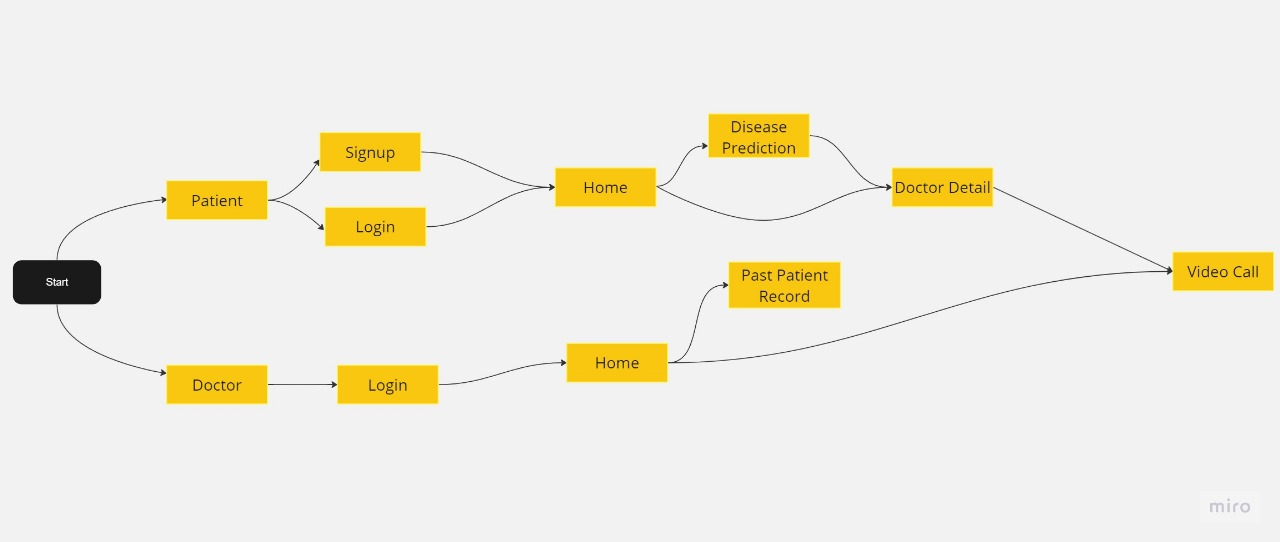 Disease
Prediction
Signup
Home
Doctor Detail
Patient
Login
Start
Video Call
Past Patient
Record
Home
Doctor
Login
miro